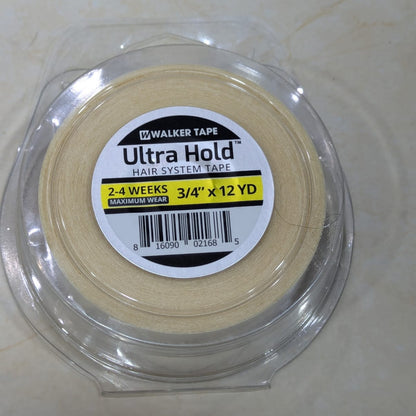 W WALKER TAPE
Ultra Hold™
HAIR SYSTEM TAPE
2-4 WEEKS
MAXIMUM WEAR
3/4" x 12 YD
8 16090 02168 5